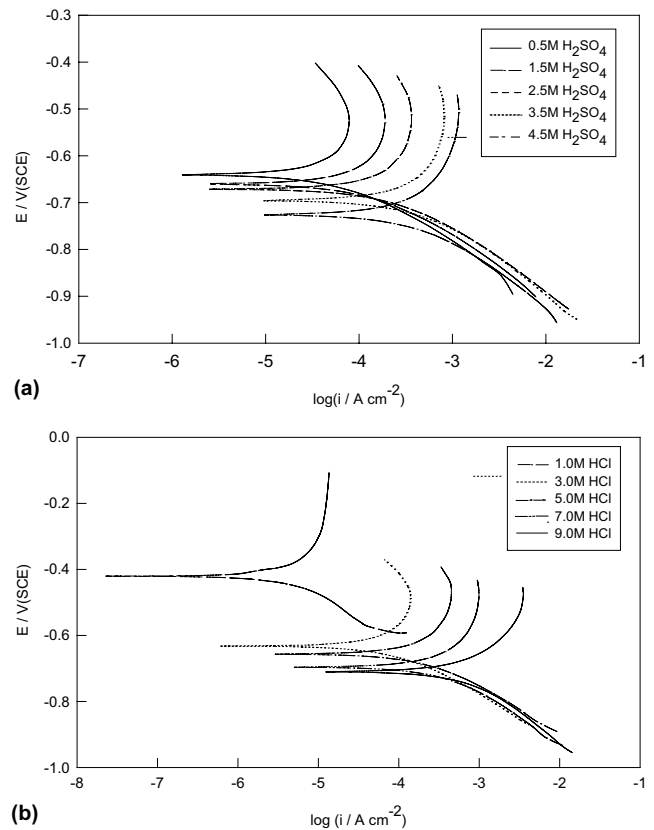 -0.3
-0.4
-0.5
-0.6
-0.7
-0.8
-0.9
-1.0
E / V(SCE)
0.5M H2SO4
1.5M H2SO4
2.5M H2SO4
3.5M H2SO4
4.5M H2SO4
-7 -6 -5 -4 -3 -2 -1
log(i / A cm-2)
(a)
0.0
-0.2
-0.4
-0.6
-0.8
-1.0
E / V(SCE)
1.0M HCl
3.0M HCl
5.0M HCl
7.0M HCl
9.0M HCl
-8 -7 -6 -5 -4 -3 -2 -1
log (i / A cm-2)
(b)